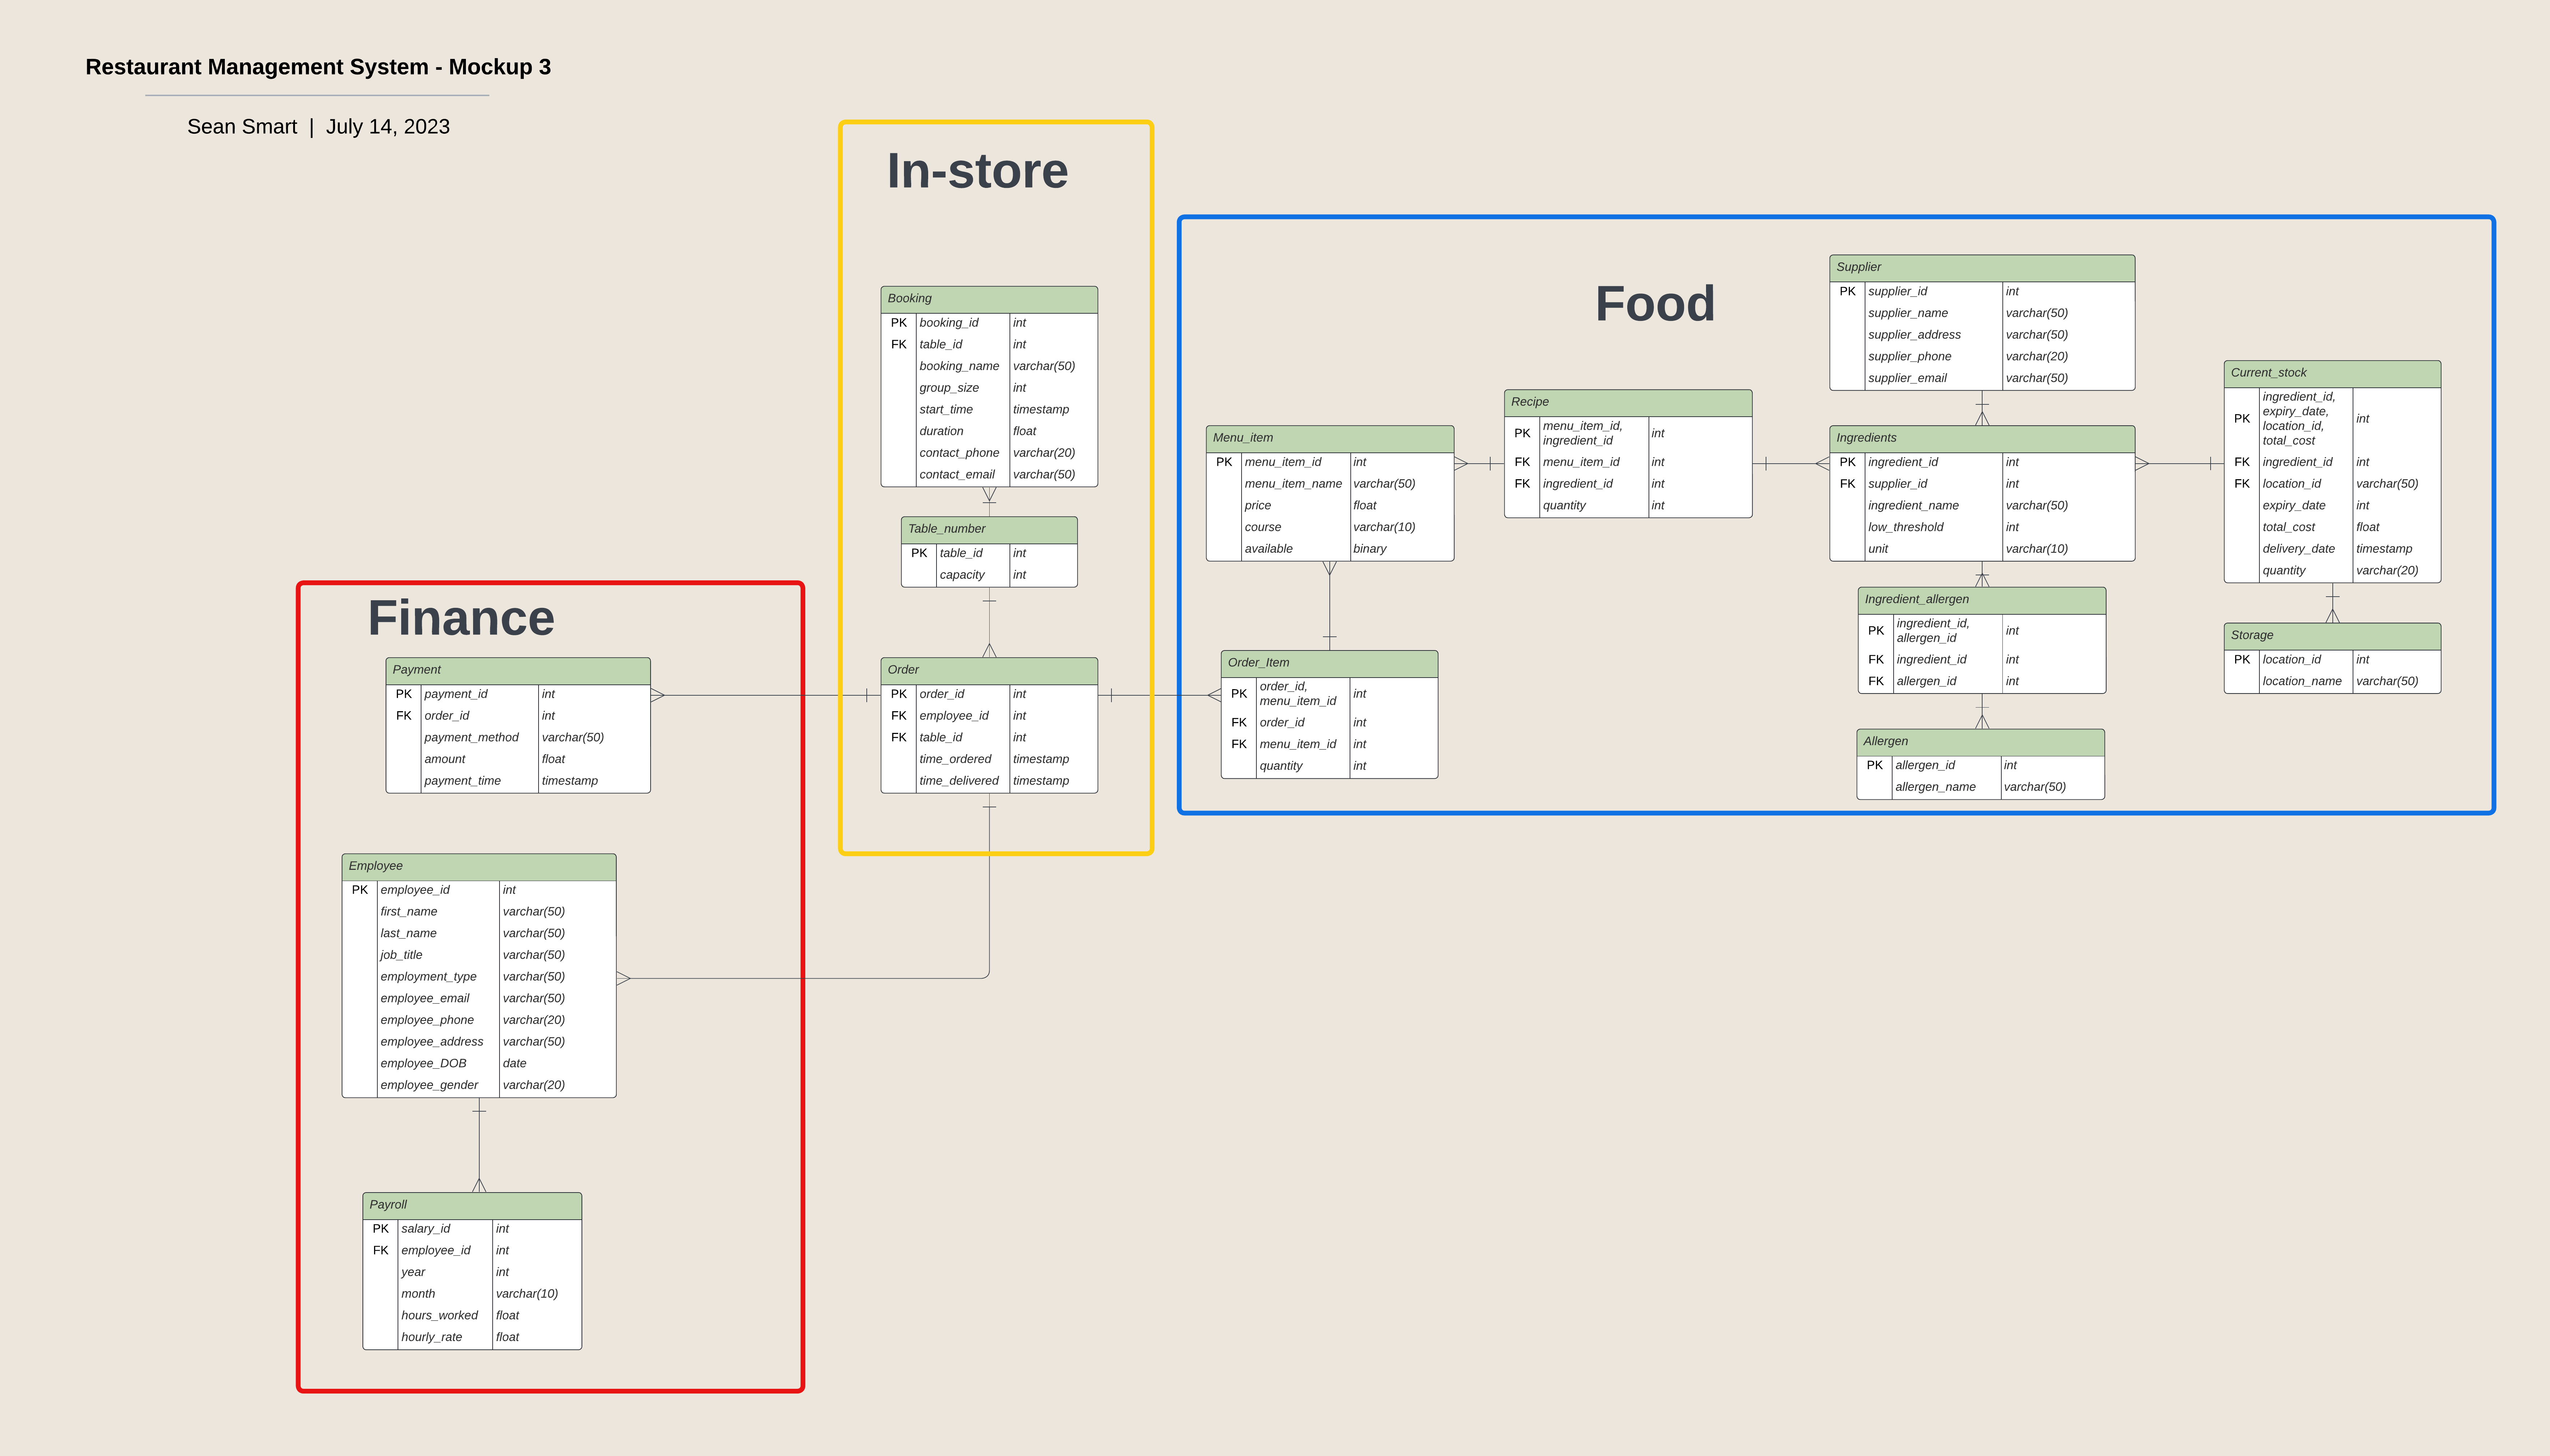 Restaurant Management System - Mockup 3
Sean Smart | July 14, 2023
In-store
Booking
PK booking_id int
FK table_id int
booking_name varchar(50)
group_size int
start_time timestamp
duration float
contact_phone varchar(20)
contact_email varchar(50)
Table_number
PK table_id int
capacity int
Order
PK order_id int
FK employee_id int
FK table_id int
time_ordered timestamp
time_delivered timestamp
Finance
Payment
PK payment_id int
FK order_id int
payment_method varchar(50)
amount float
payment_time timestamp
Employee
PK employee_id int
first_name varchar(50)
last_name varchar(50)
job_title varchar(50)
employment_type varchar(50)
employee_email varchar(50)
employee_phone varchar(20)
employee_address varchar(50)
employee_DOB date
employee_gender varchar(20)
Payroll
PK salary_id int
FK employee_id int
year int
month varchar(10)
hours_worked float
hourly_rate float
Food
Menu_item
PK menu_item_id int
menu_item_name varchar(50)
price float
course varchar(10)
available binary
Order_Item
PK order_id,
menu_item_id int
FK order_id int
FK menu_item_id int
quantity int
Recipe
PK menu_item_id,
ingredient_id int
FK menu_item_id int
FK ingredient_id int
quantity int
Supplier
PK supplier_id int
supplier_name varchar(50)
supplier_address varchar(50)
supplier_phone varchar(20)
supplier_email varchar(50)
Ingredients
PK ingredient_id int
FK supplier_id int
ingredient_name varchar(50)
low_threshold int
unit varchar(10)
Ingredient_allergen
PK ingredient_id,
allergen_id int
FK ingredient_id int
FK allergen_id int
Allergen
PK allergen_id int
allergen_name varchar(50)
Current_stock
PK ingredient_id,
expiry_date,
location_id,
total_cost int
FK ingredient_id int
FK location_id varchar(50)
expiry_date int
total_cost float
delivery_date timestamp
quantity varchar(20)
Storage
PK location_id int
location_name varchar(50)